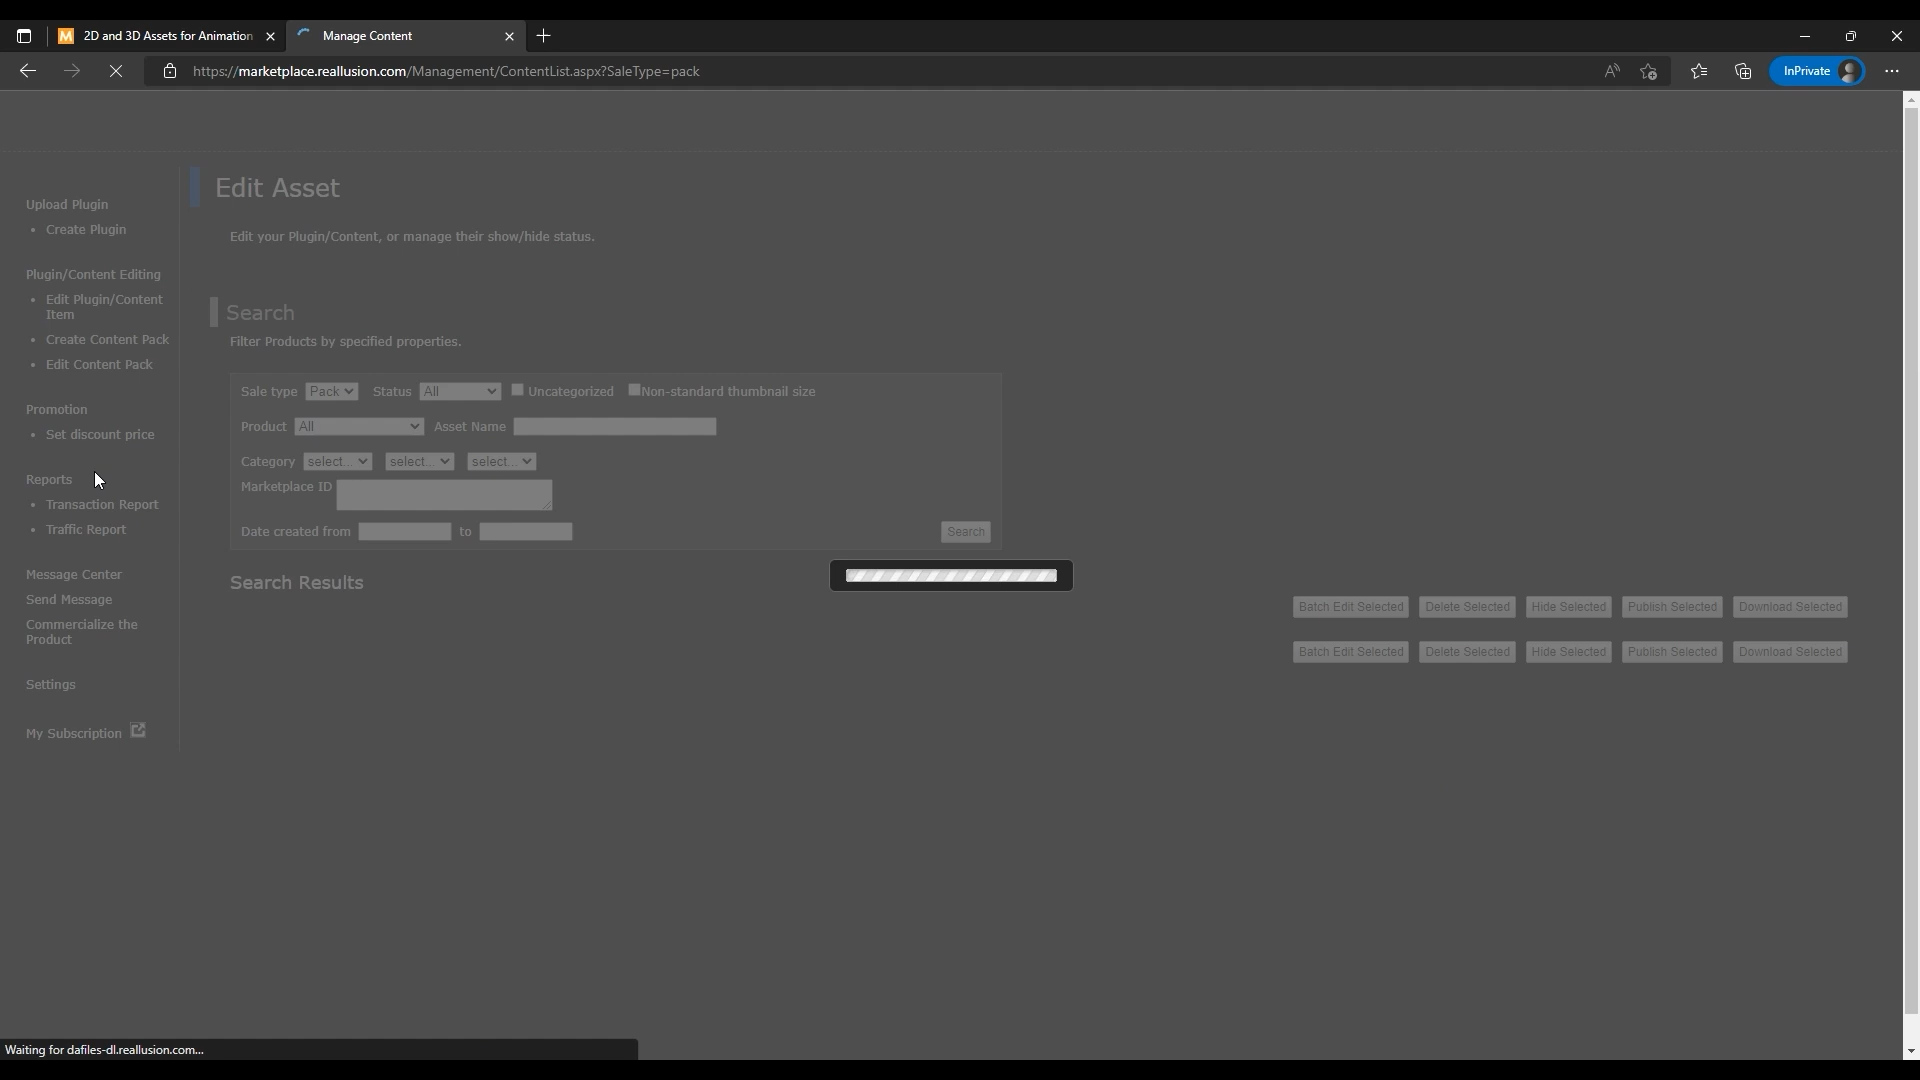 2D and 3D Assets for Animation
Manage Content
https://marketplace.reallusion.com/Management/ContentList.aspx?SaleType=pack
InPrivate
Edit Asset
Edit your Plugin/Content, or manage their show/hide status.
Upload Plugin
• Create Plugin
Plugin/Content Editing
• Edit Plugin/Content
Item
• Create Content Pack
• Edit Content Pack
Promotion
• Set discount price
Reports
• Transaction Report
• Traffic Report
Message Center
Send Message
Commercialize the
Product
Settings
My Subscription
Search
Filter Products by specified properties.
Sale type Pack Status All Uncategorized Non-standard thumbnail size
Product All Asset Name
Category select... select... select...
Marketplace ID
Date created from to Search
Search Results
Batch Edit Selected Delete Selected Hide Selected Publish Selected Download Selected
Batch Edit Selected Delete Selected Hide Selected Publish Selected Download Selected
Waiting for dafiles-dl.reallusion.com...